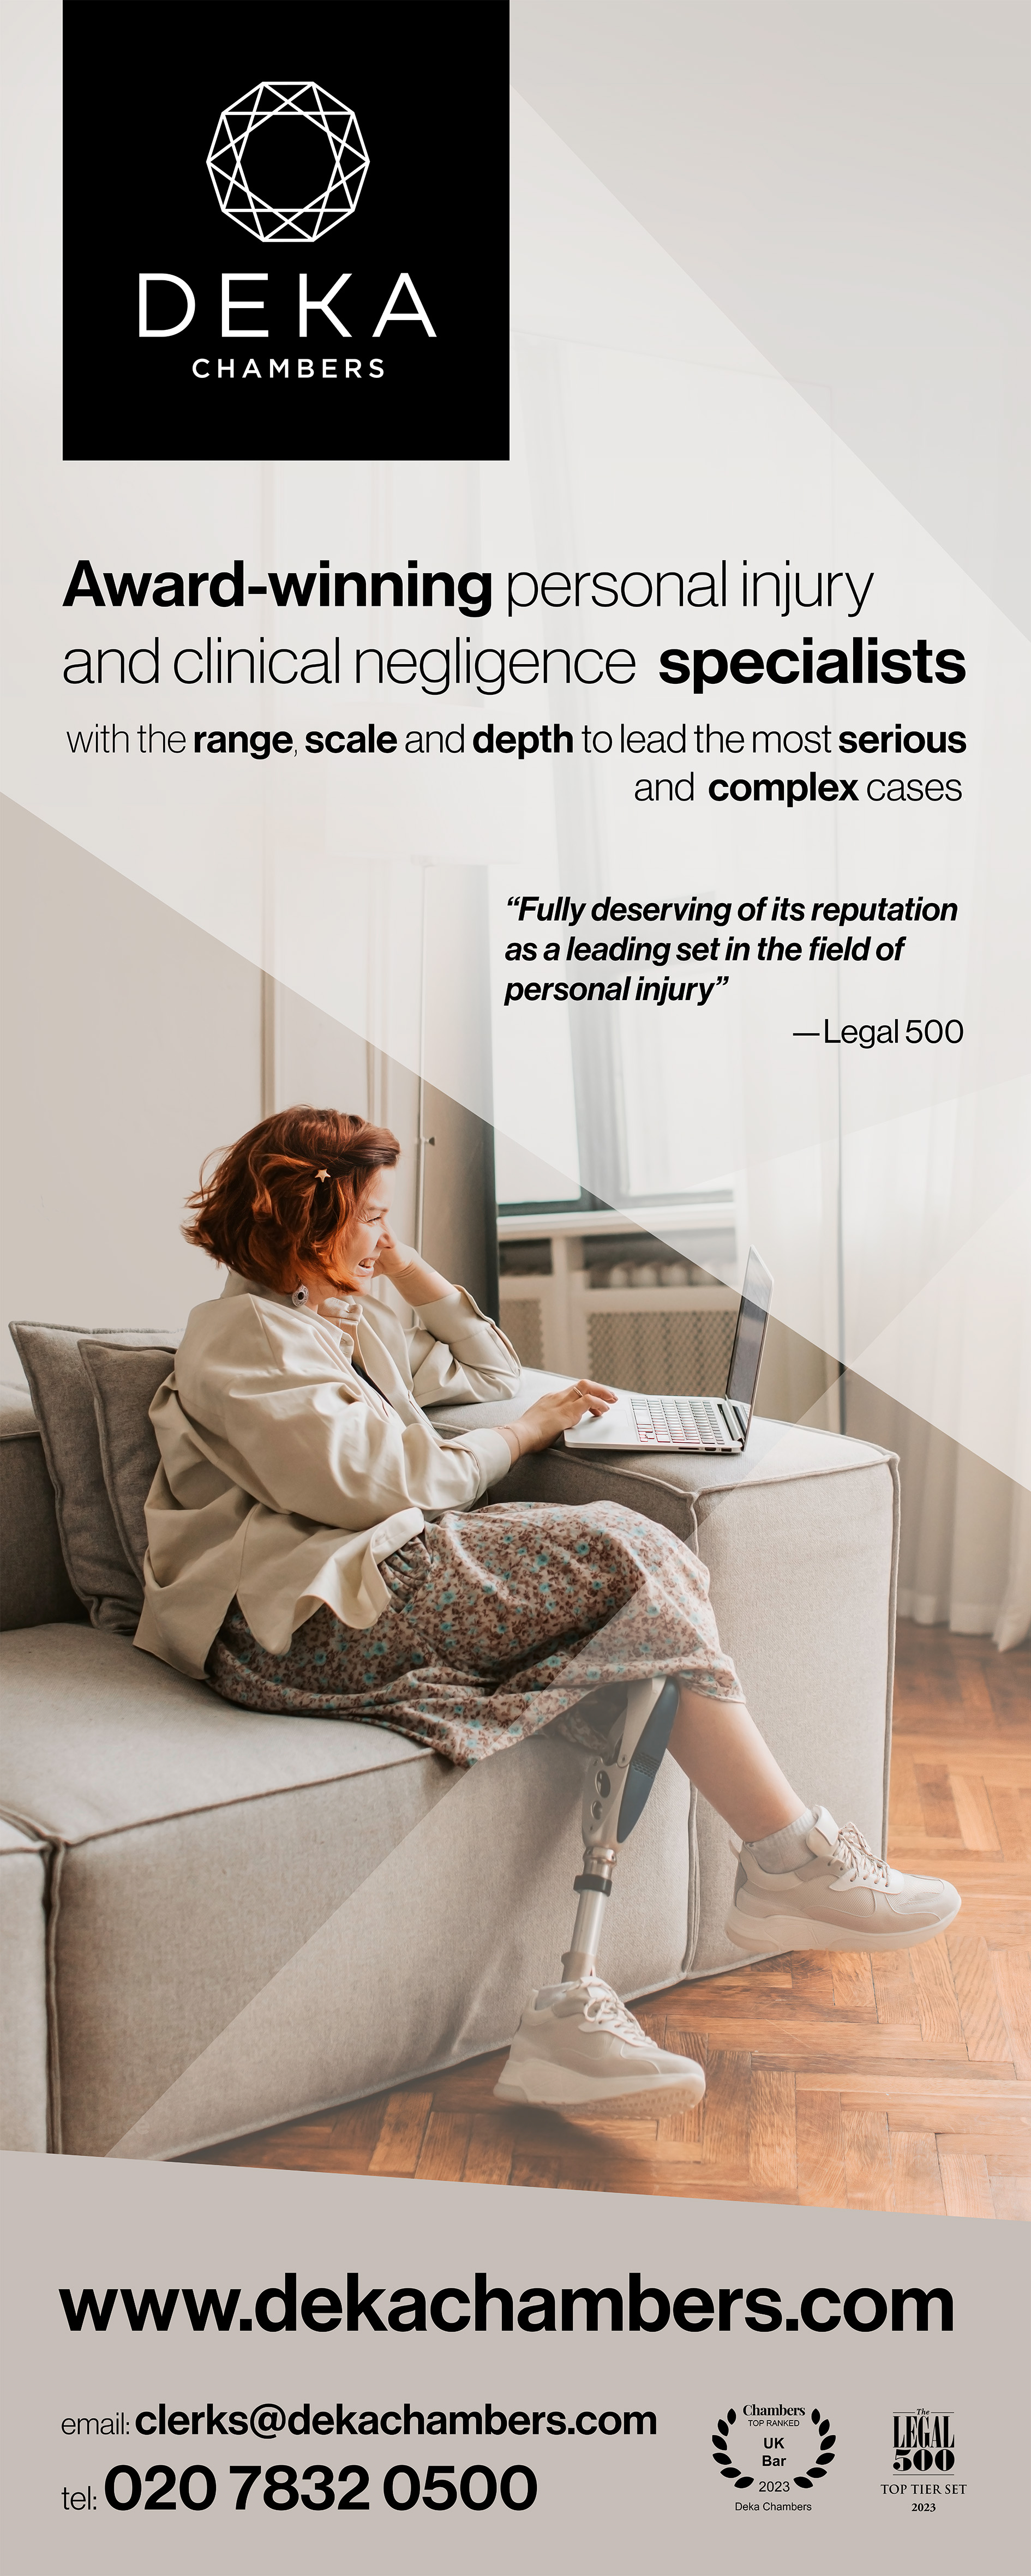 DEKA
CHAMBERS
Award-winning personal injury
and clinical negligence specialists
with the range, scale and depth to lead the most serious
and complex cases
“Fully deserving of its reputation
as a leading set in the field of
personal injury”
—Legal 500
www.dekachambers.com
email: clerks@dekachambers.com
tel: 020 7832 0500
Chambers
TOP RANKED
UK
Bar
2023
Deka Chambers
The
LEGAL
500
TOP TIER SET
2023